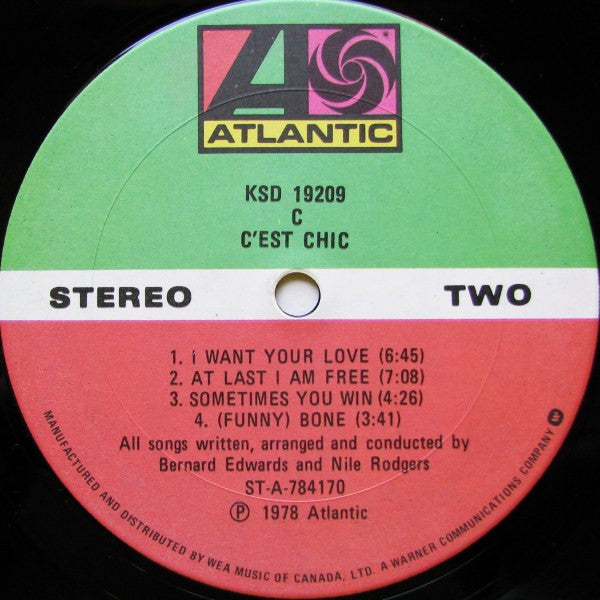 ATLANTIC
KSD 19209
C
C'EST CHIC
STEREO
TWO
1. I WANT YOUR LOVE (6:45)
2. AT LAST I AM FREE (7:08)
3. SOMETIMES YOU WIN (4:26)
4. (FUNNY) BONE (3:41)
All songs written, arranged and conducted by
Bernard Edwards and Nile Rodgers
ST-A-784170
Ⓟ 1978 Atlantic
MANUFACTURED AND DISTRIBUTED BY WEA MUSIC OF CANADA, LTD. A WARNER COMMUNICATIONS COMPANY